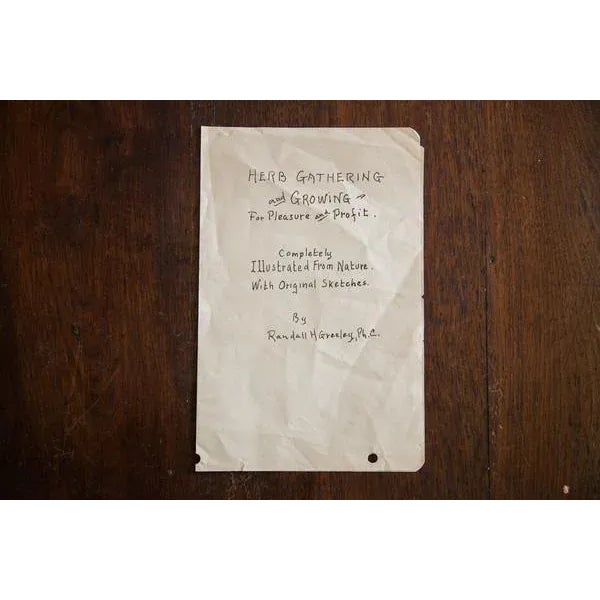 HERB GATHERING
and GROWING
For Pleasure and Profit.
Completely
Illustrated From Nature.
With Original Sketches.
By
Randall H Greeley, Ph.C.